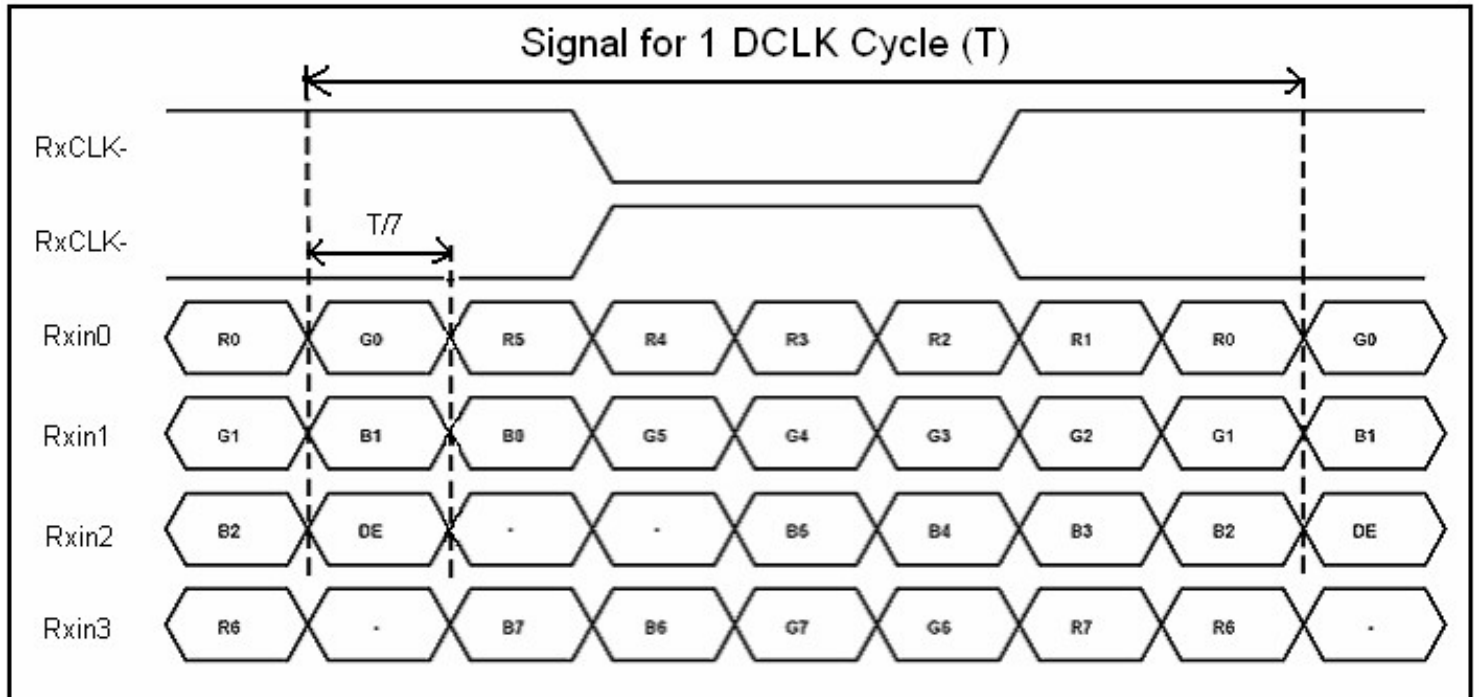 Signal for 1 DCLK Cycle (T)
RxCLK-
RxCLK-
T/7
Rxin0 R0 G0 R5 R4 R3 R2 R1 R0 G0
Rxin1 G1 B1 B0 G5 G4 G3 G2 G1 B1
Rxin2 B2 DE - - B5 B4 B3 B2 DE
Rxin3 R6 - B7 B6 G7 G6 R7 R6 -